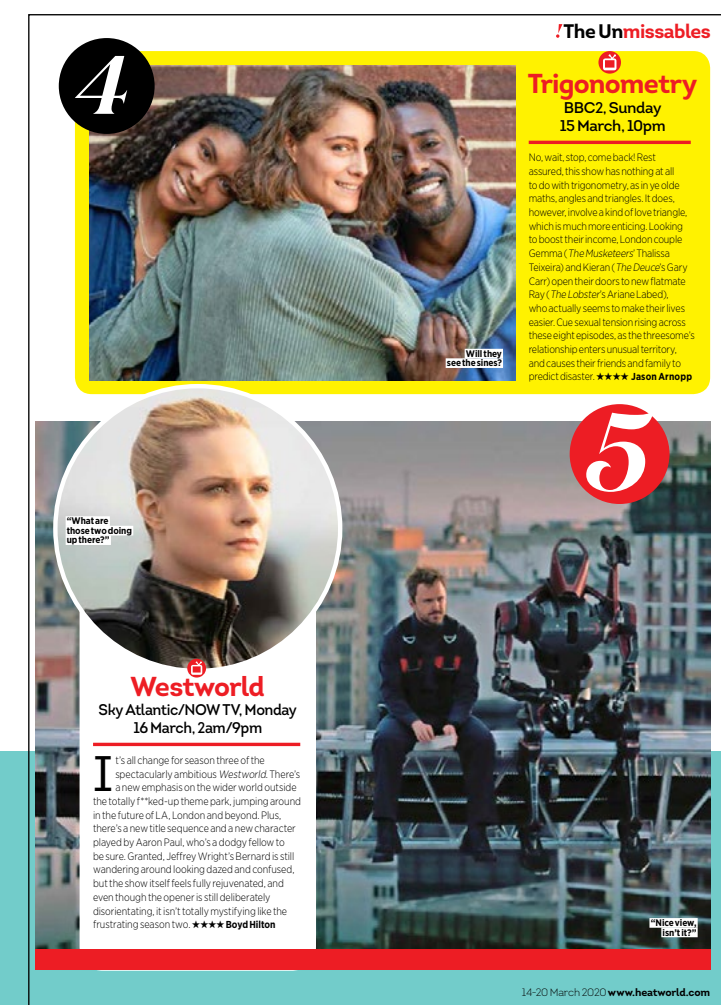 !The Unmissables
4
Trigonometry
BBC2, Sunday
15 March, 10pm
No, wait, stop, come back! Rest
assured, this show has nothing at all
to do with trigonometry, as in ye olde
maths, angles and triangles. It does,
however, involve a kind of love triangle,
which is much more enticing. Looking
to boost their income, London couple
Gemma (The Musketeers' Thalissa
Teixeira) and Kieran (The Deuce's Gary
Carr) open their doors to new flatmate
Ray (The Lobster's Ariane Labed),
who actually seems to make their lives
easier. Cue sexual tension rising across
these eight episodes, as the threesome's
relationship enters unusual territory,
and causes their friends and family to
predict disaster. ★★★★ Jason Arnopp
Will they
see the sines?
5
"What are
those two doing
up there?"
Westworld
Sky Atlantic/NOW TV, Monday
16 March, 2am/9pm
It's all change for season three of the
spectacularly ambitious Westworld. There's
a new emphasis on the wider world outside
the totally f**ked-up theme park, jumping around
in the future of LA, London and beyond. Plus,
there's a new title sequence and a new character
played by Aaron Paul, who's a dodgy fellow to
be sure. Granted, Jeffrey Wright's Bernard is still
wandering around looking dazed and confused,
but the show itself feels fully rejuvenated, and
even though the opener is still deliberately
disorientating, it isn't totally mystifying like the
frustrating season two. ★★★★ Boyd Hilton
"Nice view,
isn't it?"
14-20 March 2020 www.heatworld.com